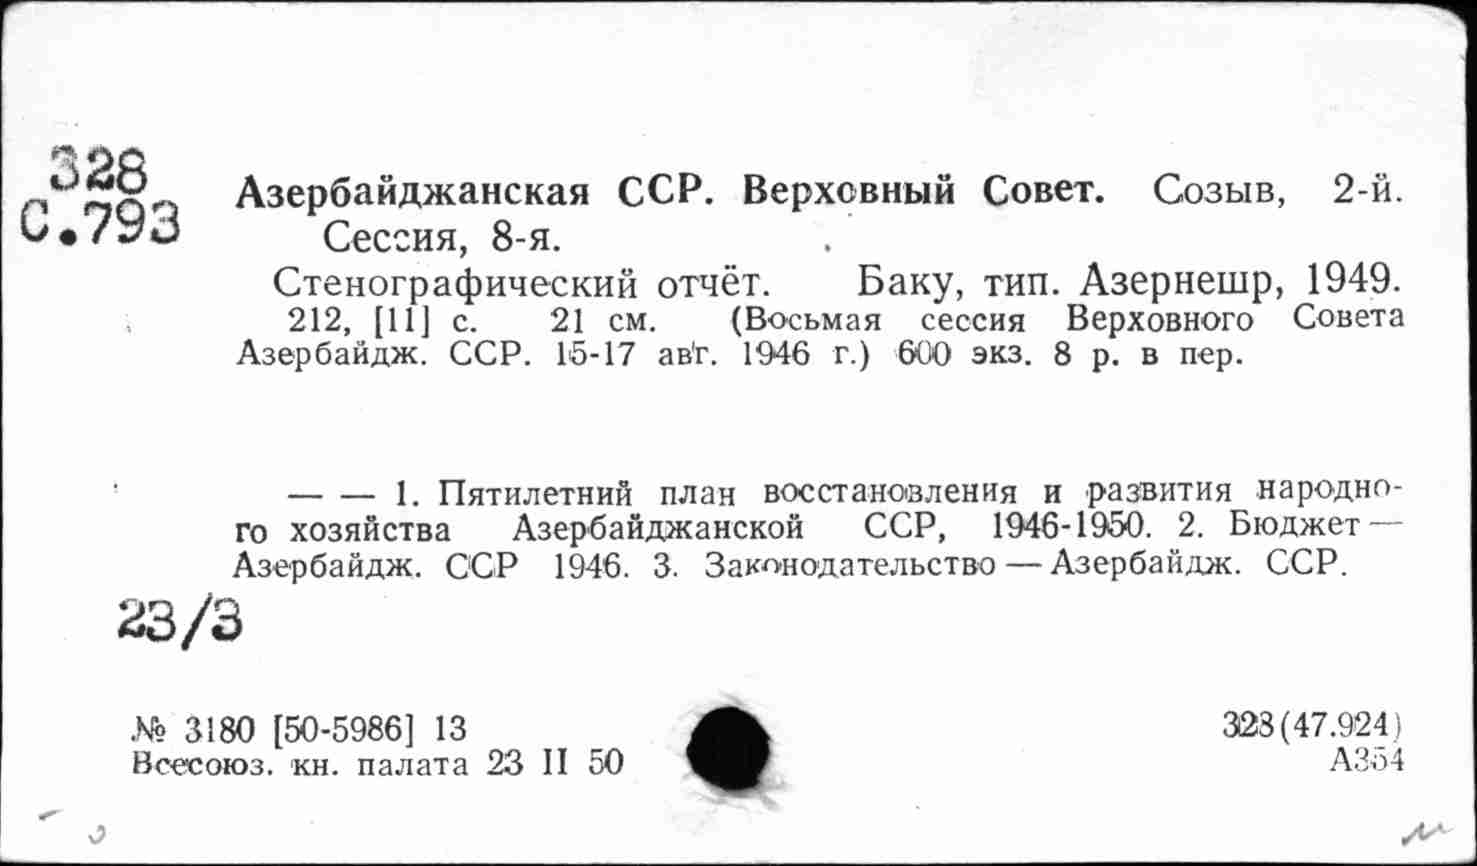 328
С.793
Азербайджанская ССР. Верховный Совет. Созыв, 2-й.
Сессия, 8-я.
Стенографический отчёт. Баку, тип. Азернешр, 1949.
212, [11] с. 21 см. (Восьмая сессия Верховного Совета
Азербайдж. ССР. 15-17 авг. 1946 г.) 600 экз. 8 р. в пер.
— — 1. Пятилетний план восстановления и развития народно-
го хозяйства Азербайджанской ССР, 1946-1950. 2. Бюджет —
Азербайдж. ССР 1946. 3. Законодательство — Азербайдж. ССР.
23/3
№ 3180 [50-5986] 13
Всесоюз. кн. палата 23 II 50
328(47.924)
А354